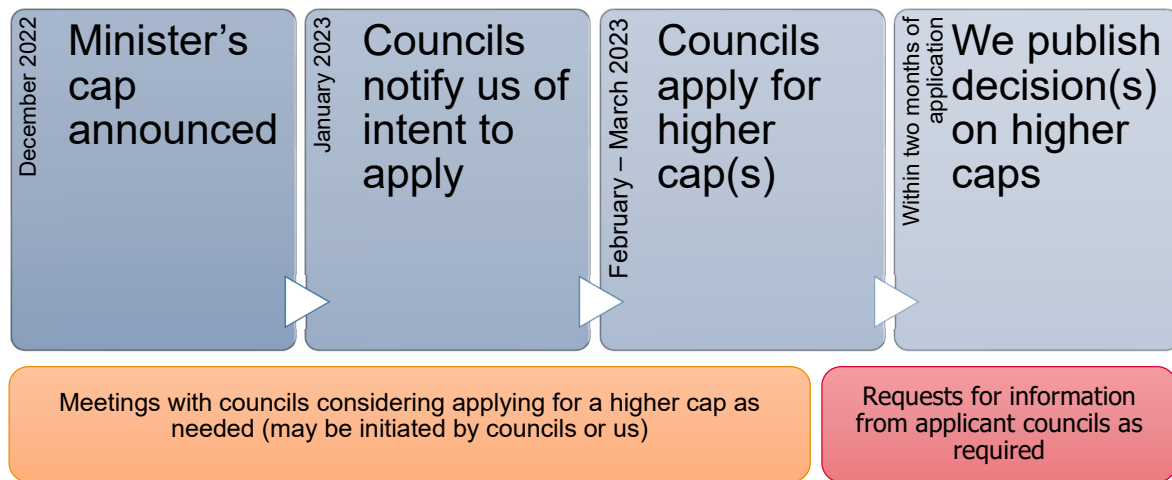 December 2022
Minister’s
cap
announced
January 2023
Councils
notify us of
intent to
apply
February – March 2023
Councils
apply for
higher
cap(s)
Within two months of
application
We publish
decision(s)
on higher
caps
Meetings with councils considering applying for a higher cap as
needed (may be initiated by councils or us)
Requests for information
from applicant councils as
required